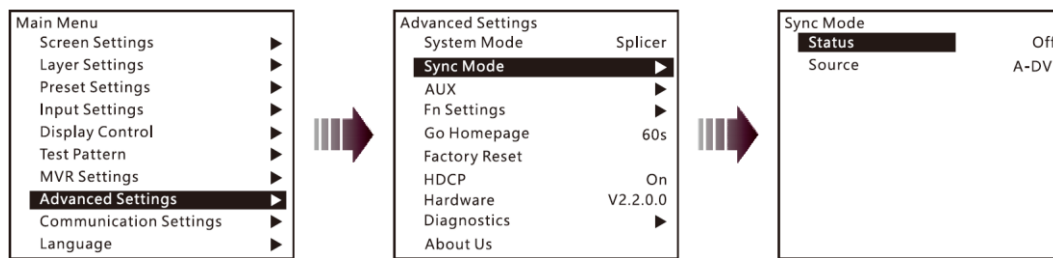 Main Menu
Screen Settings
Layer Settings
Preset Settings
Input Settings
Display Control
Test Pattern
MVR Settings
Advanced Settings
Communication Settings
Language
Advanced Settings
System Mode Splicer
Sync Mode
AUX
Fn Settings
Go Homepage 60s
Factory Reset
HDCP On
Hardware V2.2.0.0
Diagnostics
About Us
Sync Mode
Status Off
Source A-DV